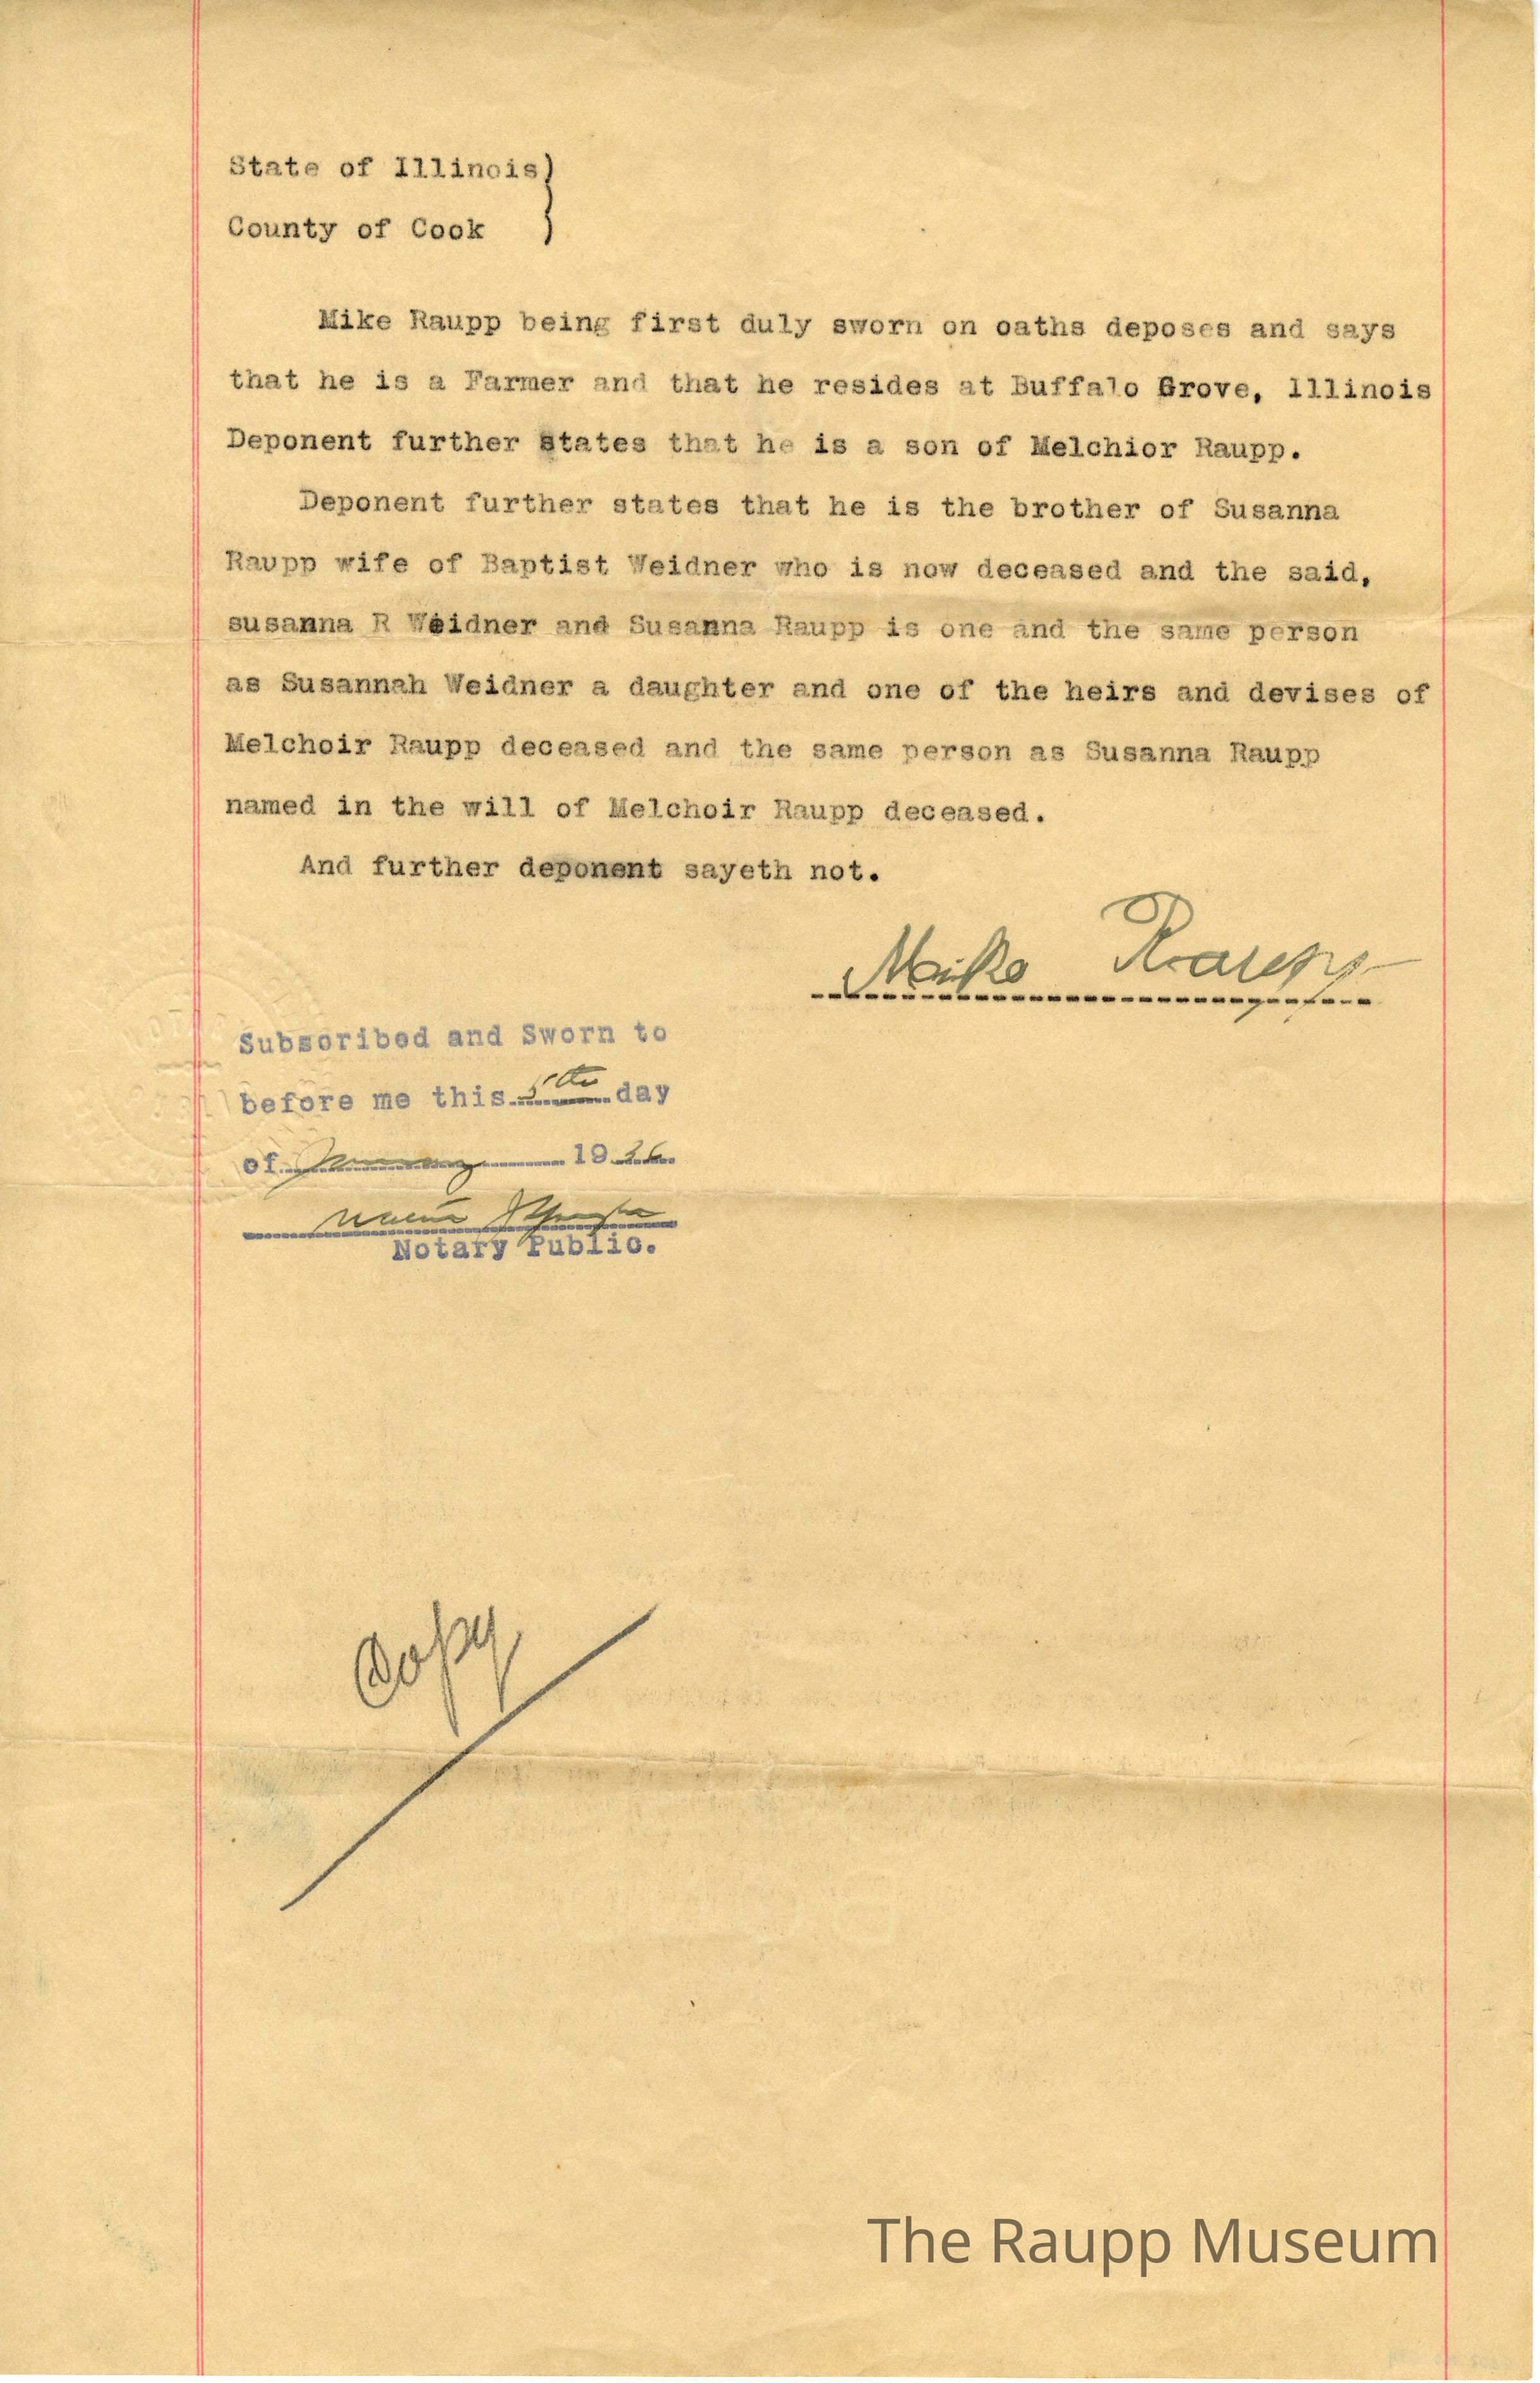 State of Illinois)
County of Cook )
Mike Raupp being first duly sworn on oaths deposes and says
that he is a Farmer and that he resides at Buffalo Grove, Illinois
Deponent further states that he is a son of Melchior Raupp.
Deponent further states that he is the brother of Susanna
Raupp wife of Baptist Weidner who is now deceased and the said,
susanna R Weidner and Susanna Raupp is one and the same person
as Susannah Weidner a daughter and one of the heirs and devises of
Melchoir Raupp deceased and the same person as Susanna Raupp
named in the will of Melchoir Raupp deceased.
And further deponent sayeth not.
Mike Raupp
Subscribed and Sworn to
before me this 5th day
of 1926
Notary Public.
Copy
The Raupp Museum